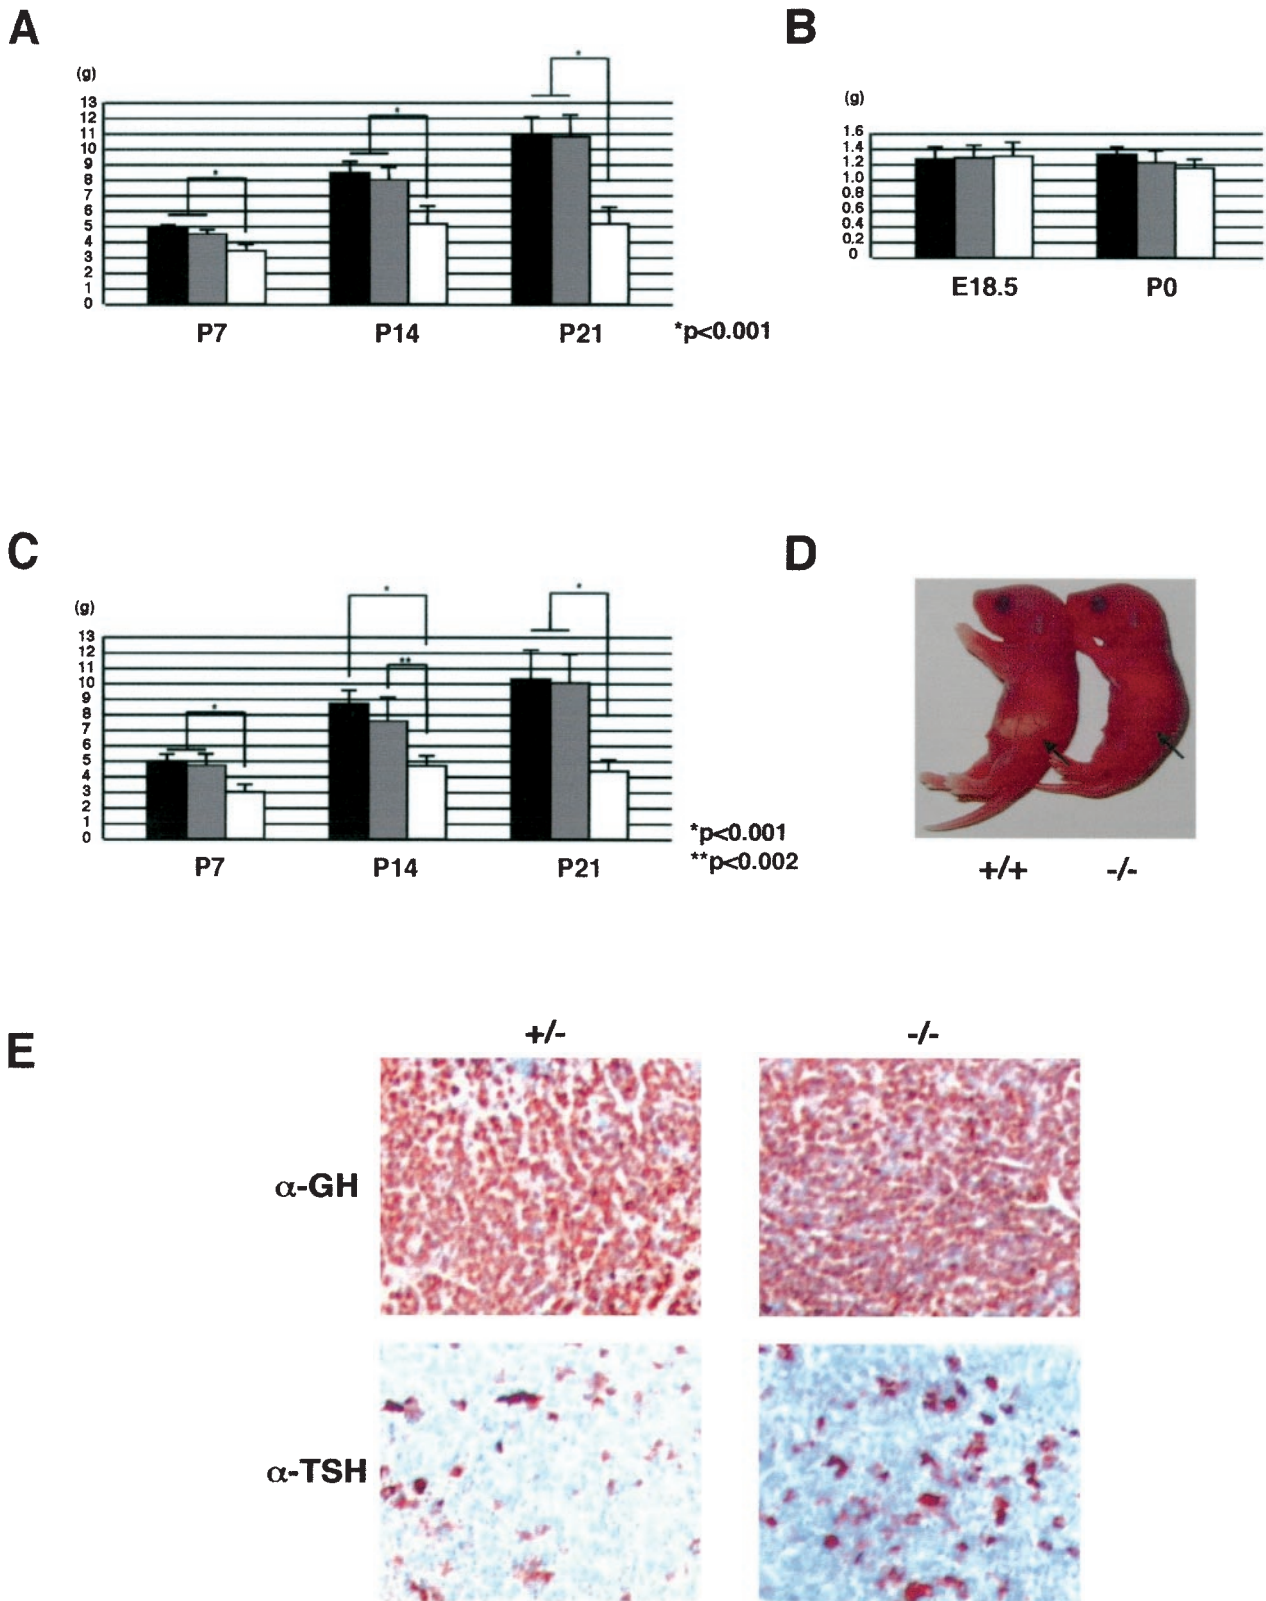 A
(g)
13
12
11
10
9
8
7
6
5
4
3
2
1
0
*
*
*
P7 P14 P21
*p<0.001
B
(g)
1.6
1.4
1.2
1.0
0.8
0.6
0.4
0.2
0
E18.5 P0
C
(g)
13
12
11
10
9
8
7
6
5
4
3
2
1
0
*
*
**
*
P7 P14 P21
*p<0.001
**p<0.002
D
+/+ -/-
E
+/- -/-
α-GH
α-TSH